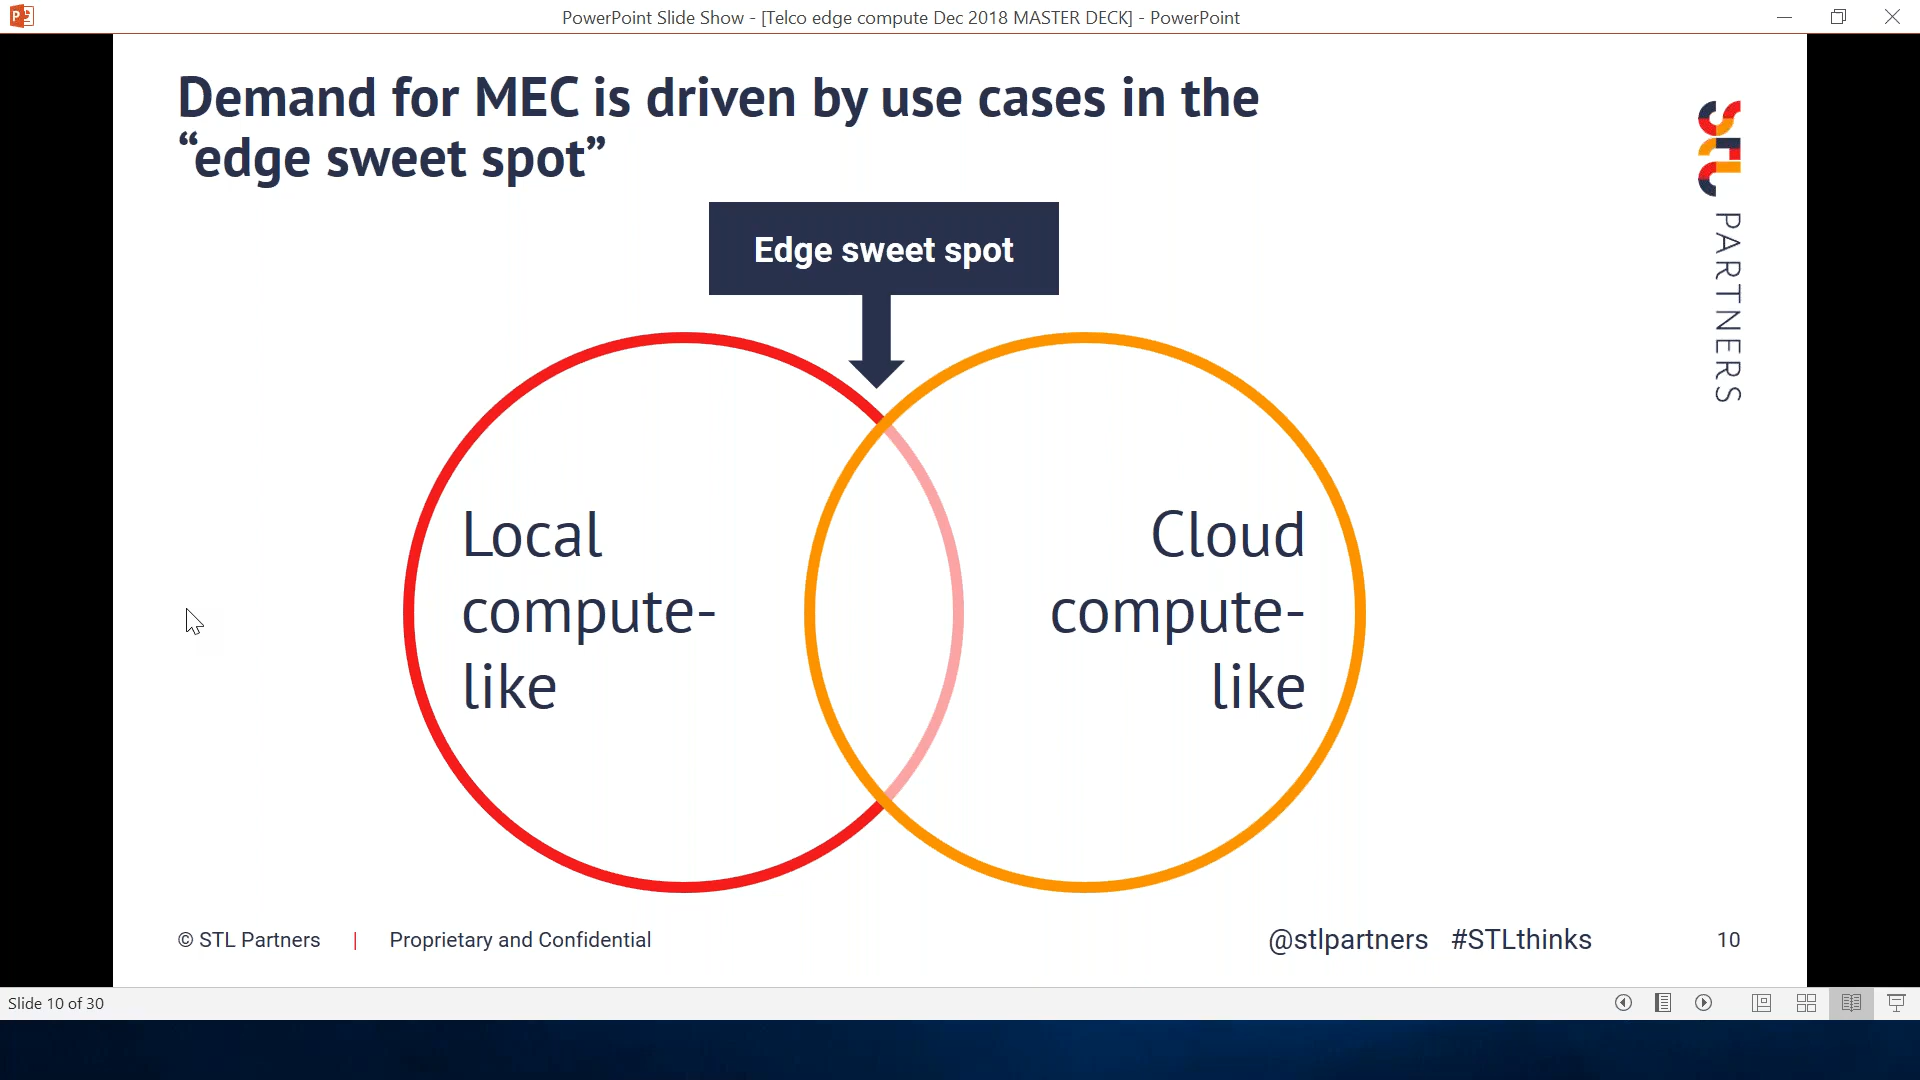 PowerPoint Slide Show - [Telco edge compute Dec 2018 MASTER DECK] - PowerPoint
Demand for MEC is driven by use cases in the
“edge sweet spot”
STL PARTNERS
Edge sweet spot
Local
compute-
like
Cloud
compute-
like
© STL Partners | Proprietary and Confidential
@stlpartners #STLthinks
10
Slide 10 of 30